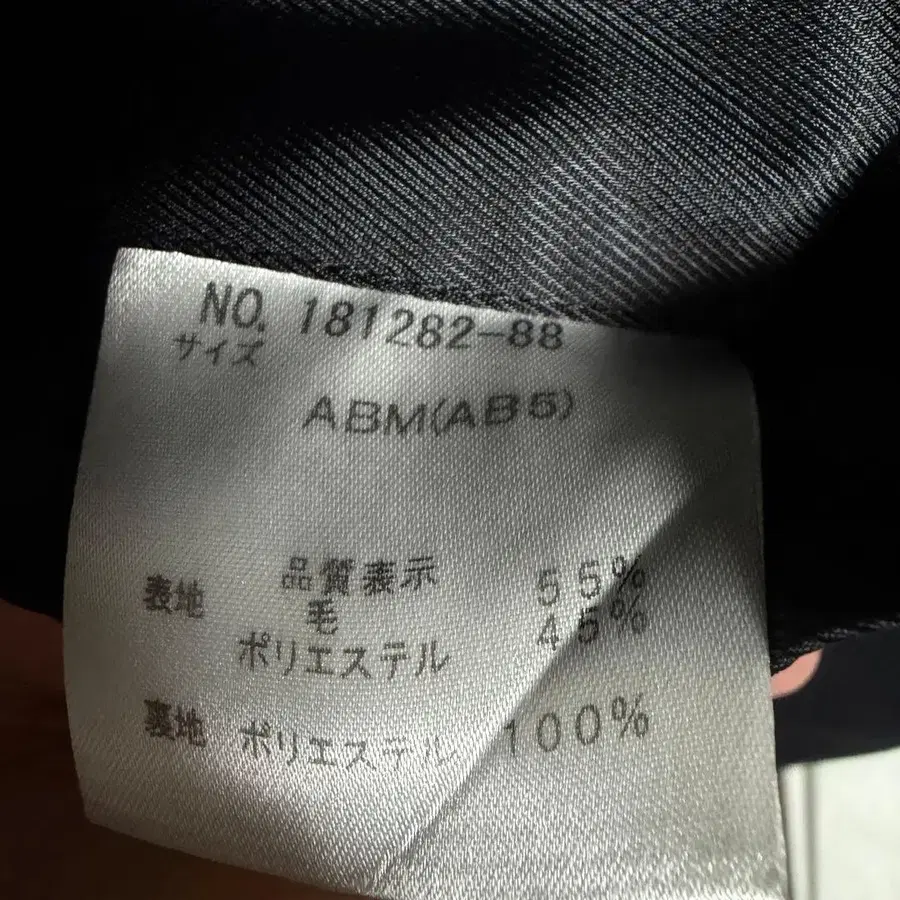 NO. 181282-88
サイズ
ABM(AB5)
品質表示
表地 毛 55%
ポリエステル 45%
裏地 ポリエステル 100%